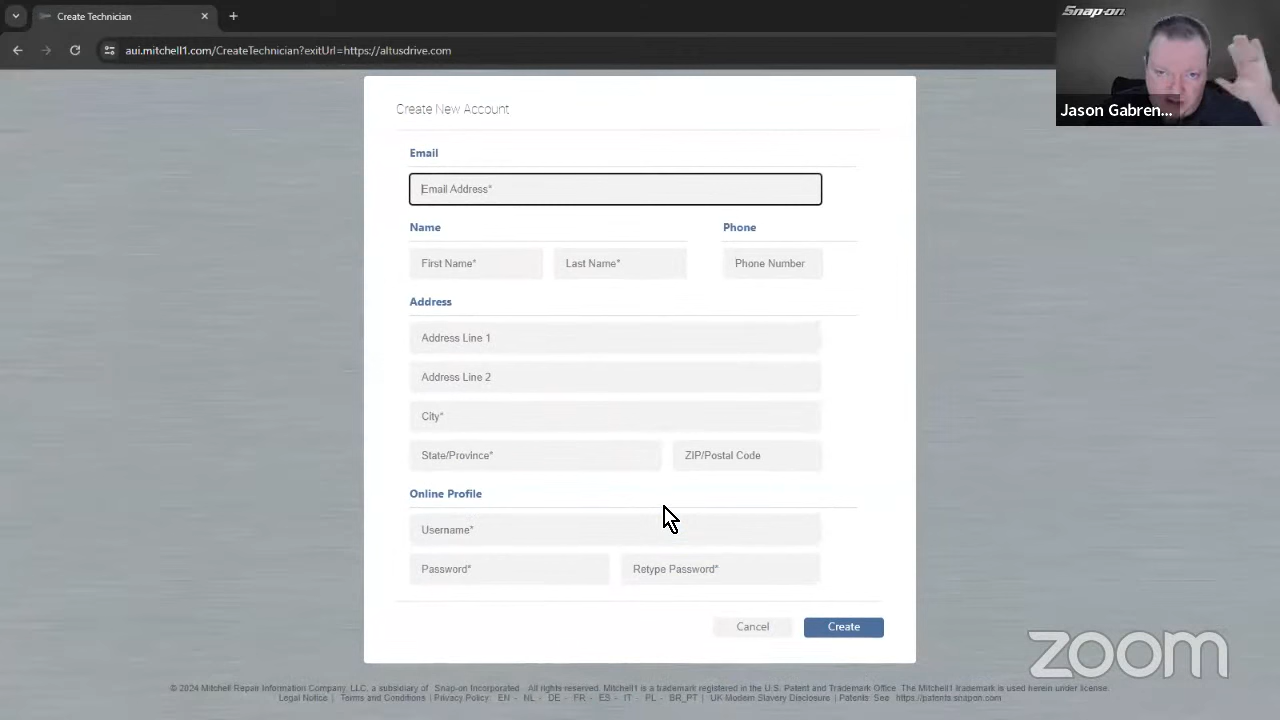 Create Technician
aui.mitchell1.com/CreateTechnician?exitUrl=https://altusdrive.com
Snap-on
Jason Gabren...
Create New Account
Email
Email Address*
Name
Phone
First Name*
Last Name*
Phone Number
Address
Address Line 1
Address Line 2
City*
State/Province*
ZIP/Postal Code
Online Profile
Username*
Password*
Retype Password*
Cancel
Create
© 2024 Mitchell Repair Information Company, LLC, a subsidiary of Snap-on Incorporated All rights reserved. Mitchell1 is a trademark registered in the U.S. Patent and Trademark Office. The Mitchell1 trademark is used herein under license.
Legal Notice | Terms and Conditions | Privacy Policy: EN - NL - DE - FR - ES - IT - PL - BR_PT | UK Modern Slavery Disclosure | Patents: See https://patents.snapon.com
zoom